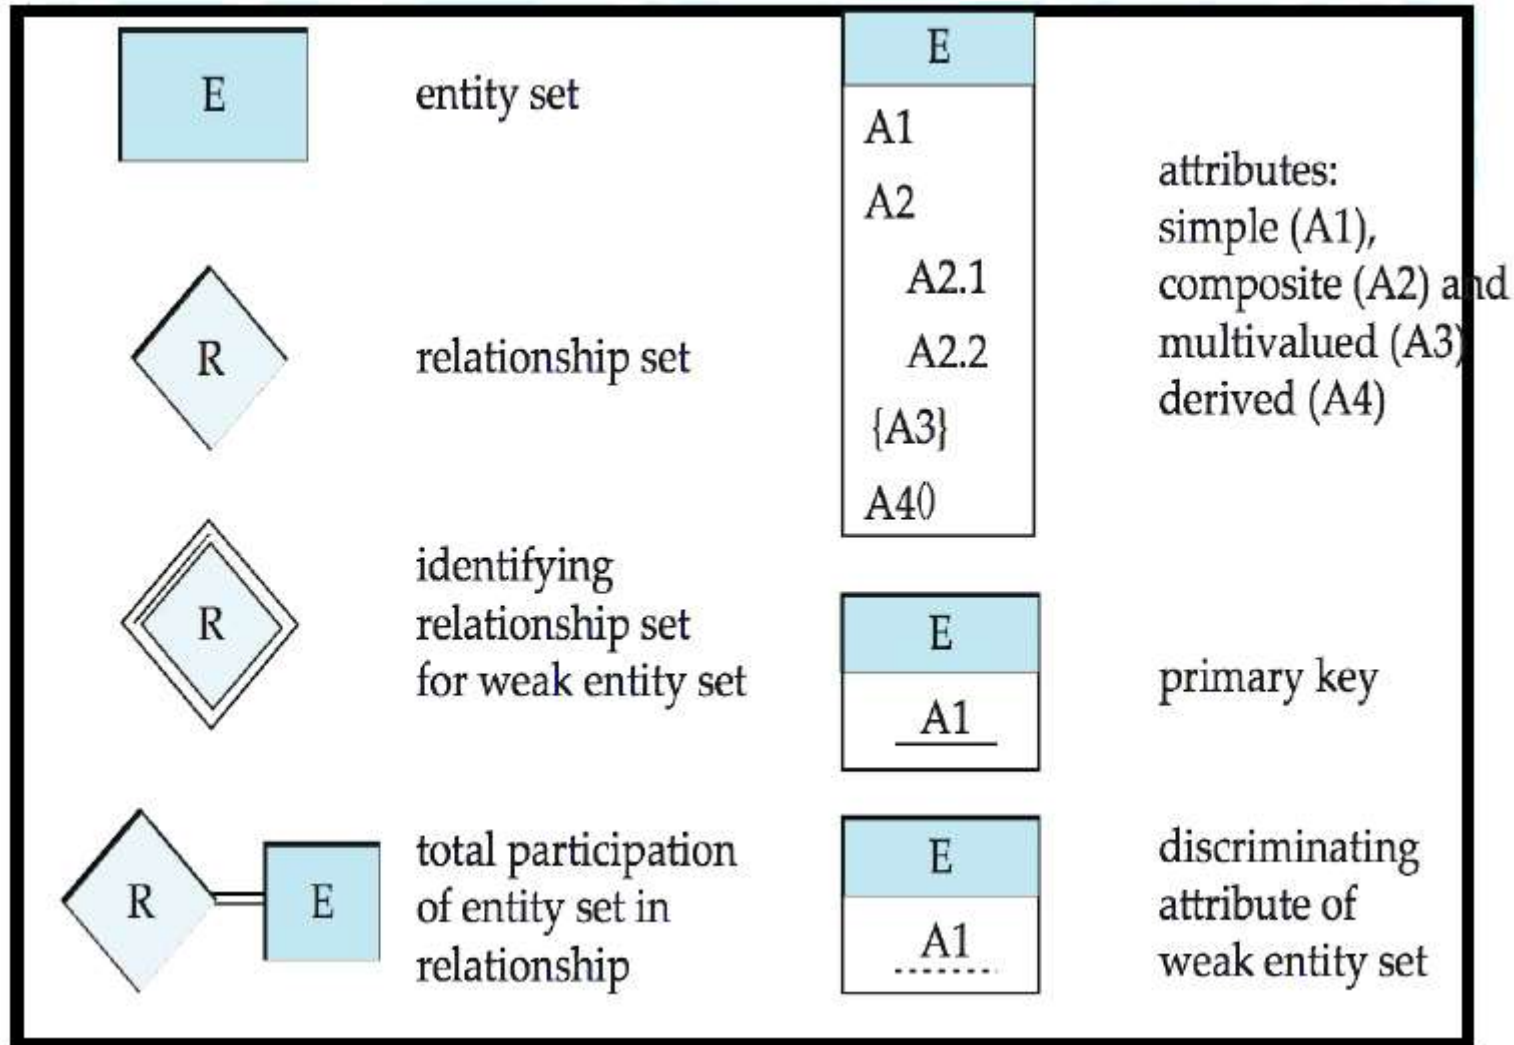 E
entity set
R
relationship set
R
identifying
relationship set
for weak entity set
R
E
total participation
of entity set in
relationship
E
A1
A2
A2.1
A2.2
{A3}
A4()
attributes:
simple (A1),
composite (A2) and
multivalued (A3)
derived (A4)
E
A1
primary key
E
A1
discriminating
attribute of
weak entity set